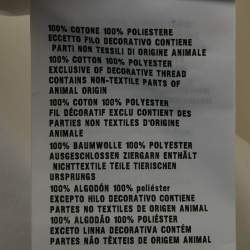 100% COTONE 100% POLIESTERE
ECCETTO FILO DECORATIVO CONTIENE
PARTI NON TESSILI DI ORIGINE ANIMALE
100% COTTON 100% POLYESTER
EXCLUSIVE OF DECORATIVE THREAD
CONTAINS NON-TEXTILE PARTS OF
ANIMAL ORIGIN
100% COTON 100% POLYESTER
FIL DÉCORATIF EXCLU CONTIENT DES
PARTIES NON TEXTILES D'ORIGINE
ANIMALE
100% BAUMWOLLE 100% POLYESTER
AUSGESCHLOSSEN ZIERGARN ENTHÄLT
NICHTTEXTILE TEILE TIERISCHEN
URSPRUNGS
100% ALGODÓN 100% poliéster
EXCEPTO HILO DECORATIVO CONTIENE
PARTES NO TEXTILES DE ORIGEN ANIMAL
100% ALGODÃO 100% POLIÉSTER
EXCETO LINHA DECORATIVA CONTÉM
PARTES NÃO TÊXTEIS DE ORIGEM ANIMAL